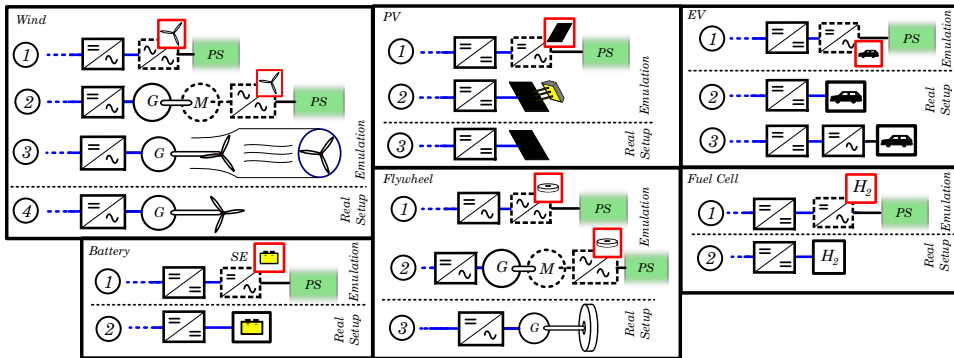 Wind
1
PS
2
G
M
PS
3
G
Emulation
4
G
Real
Setup
Battery
SE
1
PS
Emulation
2
Real
Setup
PV
1
PS
2
Emulation
3
Real
Setup
Flywheel
1
PS
2
G
M
PS
Emulation
3
G
Real
Setup
EV
1
PS
Emulation
2
3
Real
Setup
Fuel Cell
H2
1
PS
Emulation
2
H2
Real
Setup